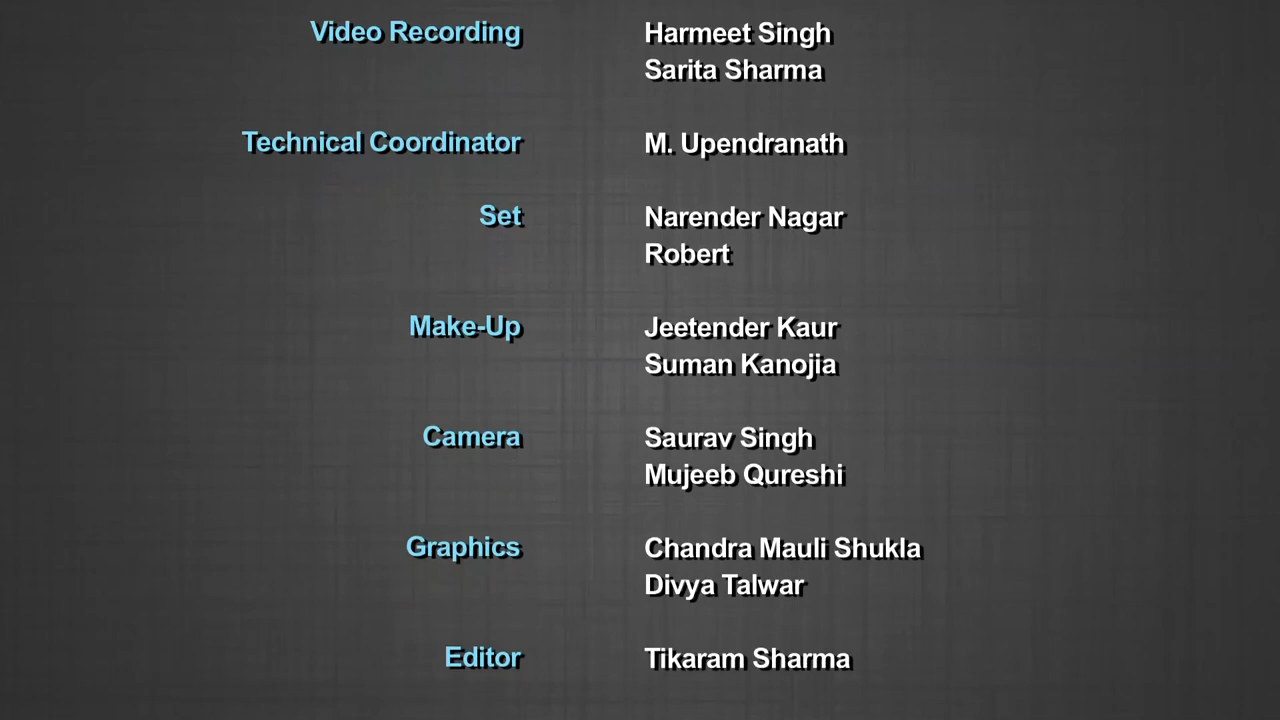 Video Recording Harmeet Singh
Sarita Sharma
Technical Coordinator M. Upendranath
Set Narender Nagar
Robert
Make-Up Jeetender Kaur
Suman Kanojia
Camera Saurav Singh
Mujeeb Qureshi
Graphics Chandra Mauli Shukla
Divya Talwar
Editor Tikaram Sharma